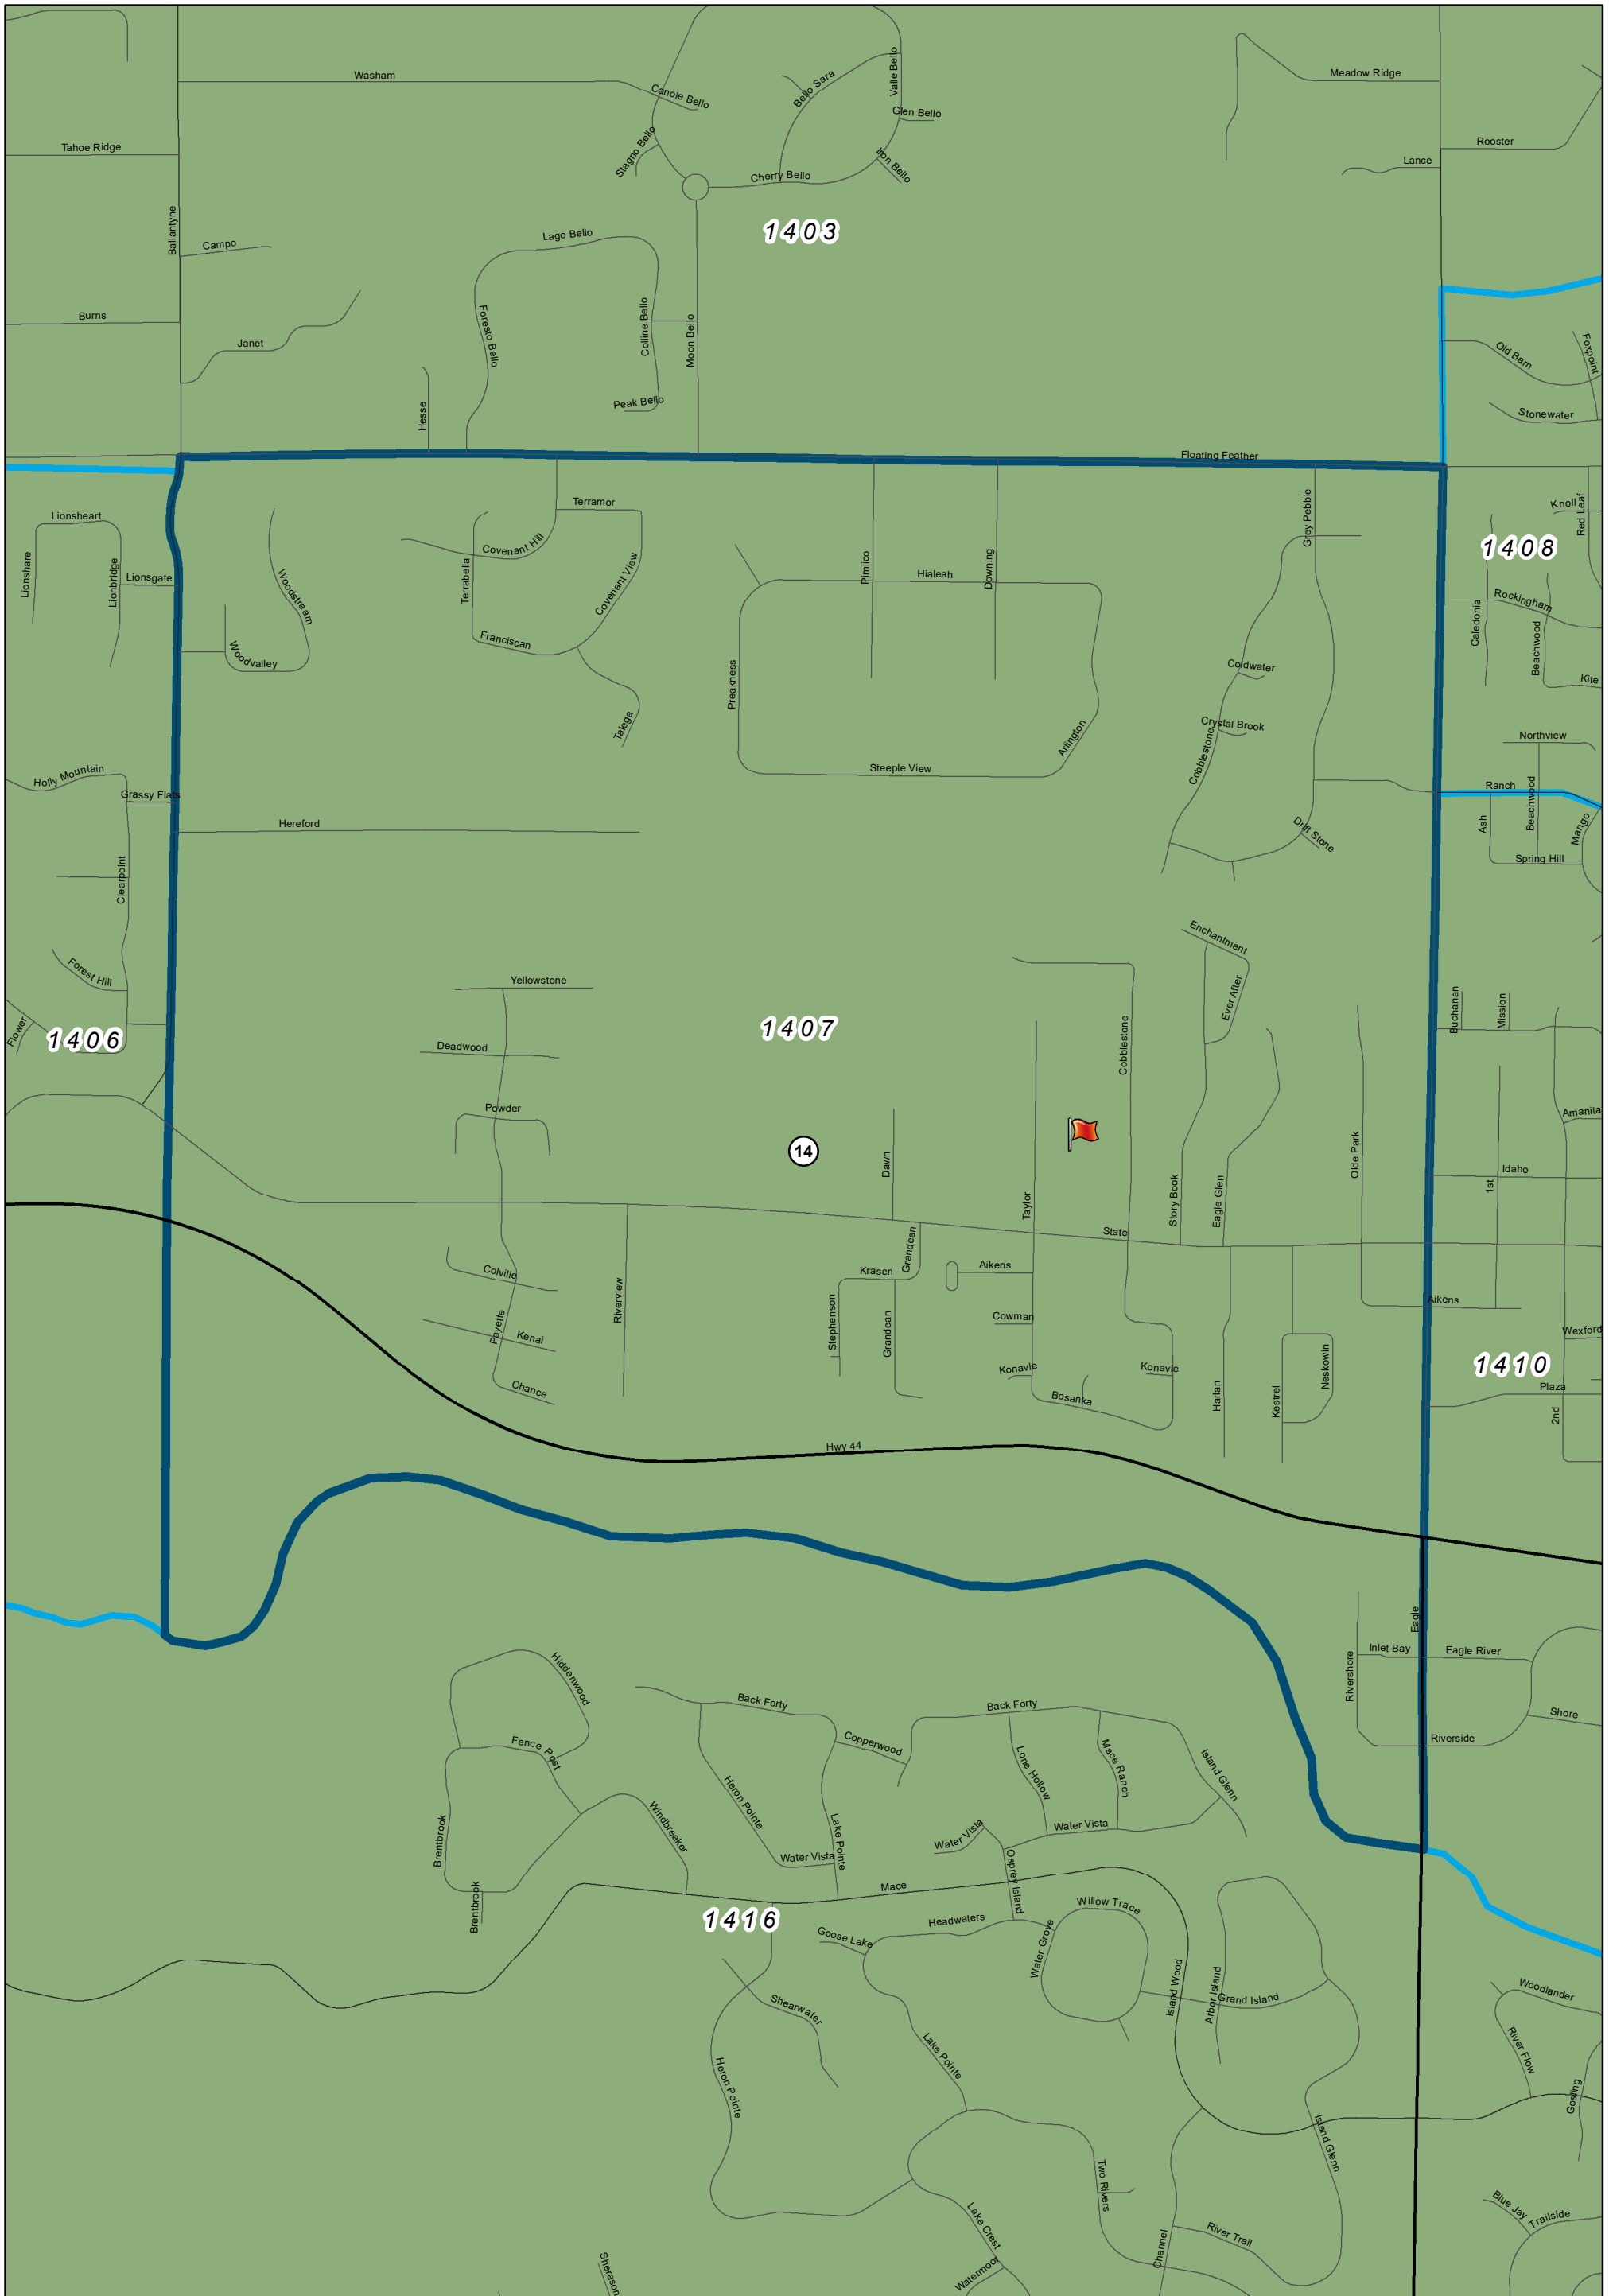 Washam
Canole Bello
Bello Sara
Valle Bello
Glen Bello
Meadow Ridge
Rooster
Tahoe Ridge
Stagno Bello
Cherry Bello
Iron Bello
Lance
1403
Ballantyne
Campo
Lago Bello
Burns
Janet
Foresto Bello
Colline Bello
Moon Bello
Old Barn
Foxpoint
Hesse
Peak Bello
Stonewater
Floating Feather
Lionsheart
Terramor
Grey Pebble
Knoll
Red Leaf
Lionshare
Lionbridge
Lionsgate
Woodstream
Terrabella
Covenant Hill
Covenant View
Pimlico
Hialeah
Downing
1408
Rockingham
Caledonia
Beachwood
Woodvalley
Franciscan
Preakness
Coldwater
Kite
Talega
Arlington
Crystal Brook
Cobblestone
Northview
Holly Mountain
Grassy Flats
Steeple View
Ranch
Hereford
Drift Stone
Ash
Beachwood
Mango
Clearpoint
Spring Hill
Forest Hill
Enchantment
Yellowstone
Ever After
Buchanan
Mission
Flower
1406
1407
Deadwood
Cobblestone
Powder
Amanita
14
Dawn
Taylor
Story Book
Eagle Glen
Olde Park
1st
Idaho
State
Colville
Grandean
Krasen
Aikens
Riverview
Stephenson
Grandean
Cowman
Aikens
Payette
Kenai
Neskowin
Wexford
Chance
Konavle
Konavle
Bosanka
Harlan
Kestrel
1410
Plaza
2nd
Hwy 44
Eagle
Inlet Bay
Eagle River
Rivershore
Hiddenwood
Back Forty
Back Forty
Shore
Fence Post
Copperwood
Riverside
Heron Pointe
Lone Hollow
Mace Ranch
Island Glenn
Brentbrook
Windbreaker
Lake Pointe
Water Vista
Water Vista
Water Vista
Osprey Island
Mace
Brentbrook
1416
Willow Trace
Headwaters
Goose Lake
Water Grove
Island Wood
Arbor Island
Grand Island
Woodlander
Shearwater
Lake Pointe
River Flow
Heron Pointe
Gosling
Island Glenn
Two Rivers
Lake Crest
Channel
River Trail
Blue Jay
Trailside
Watermoor
Sherason